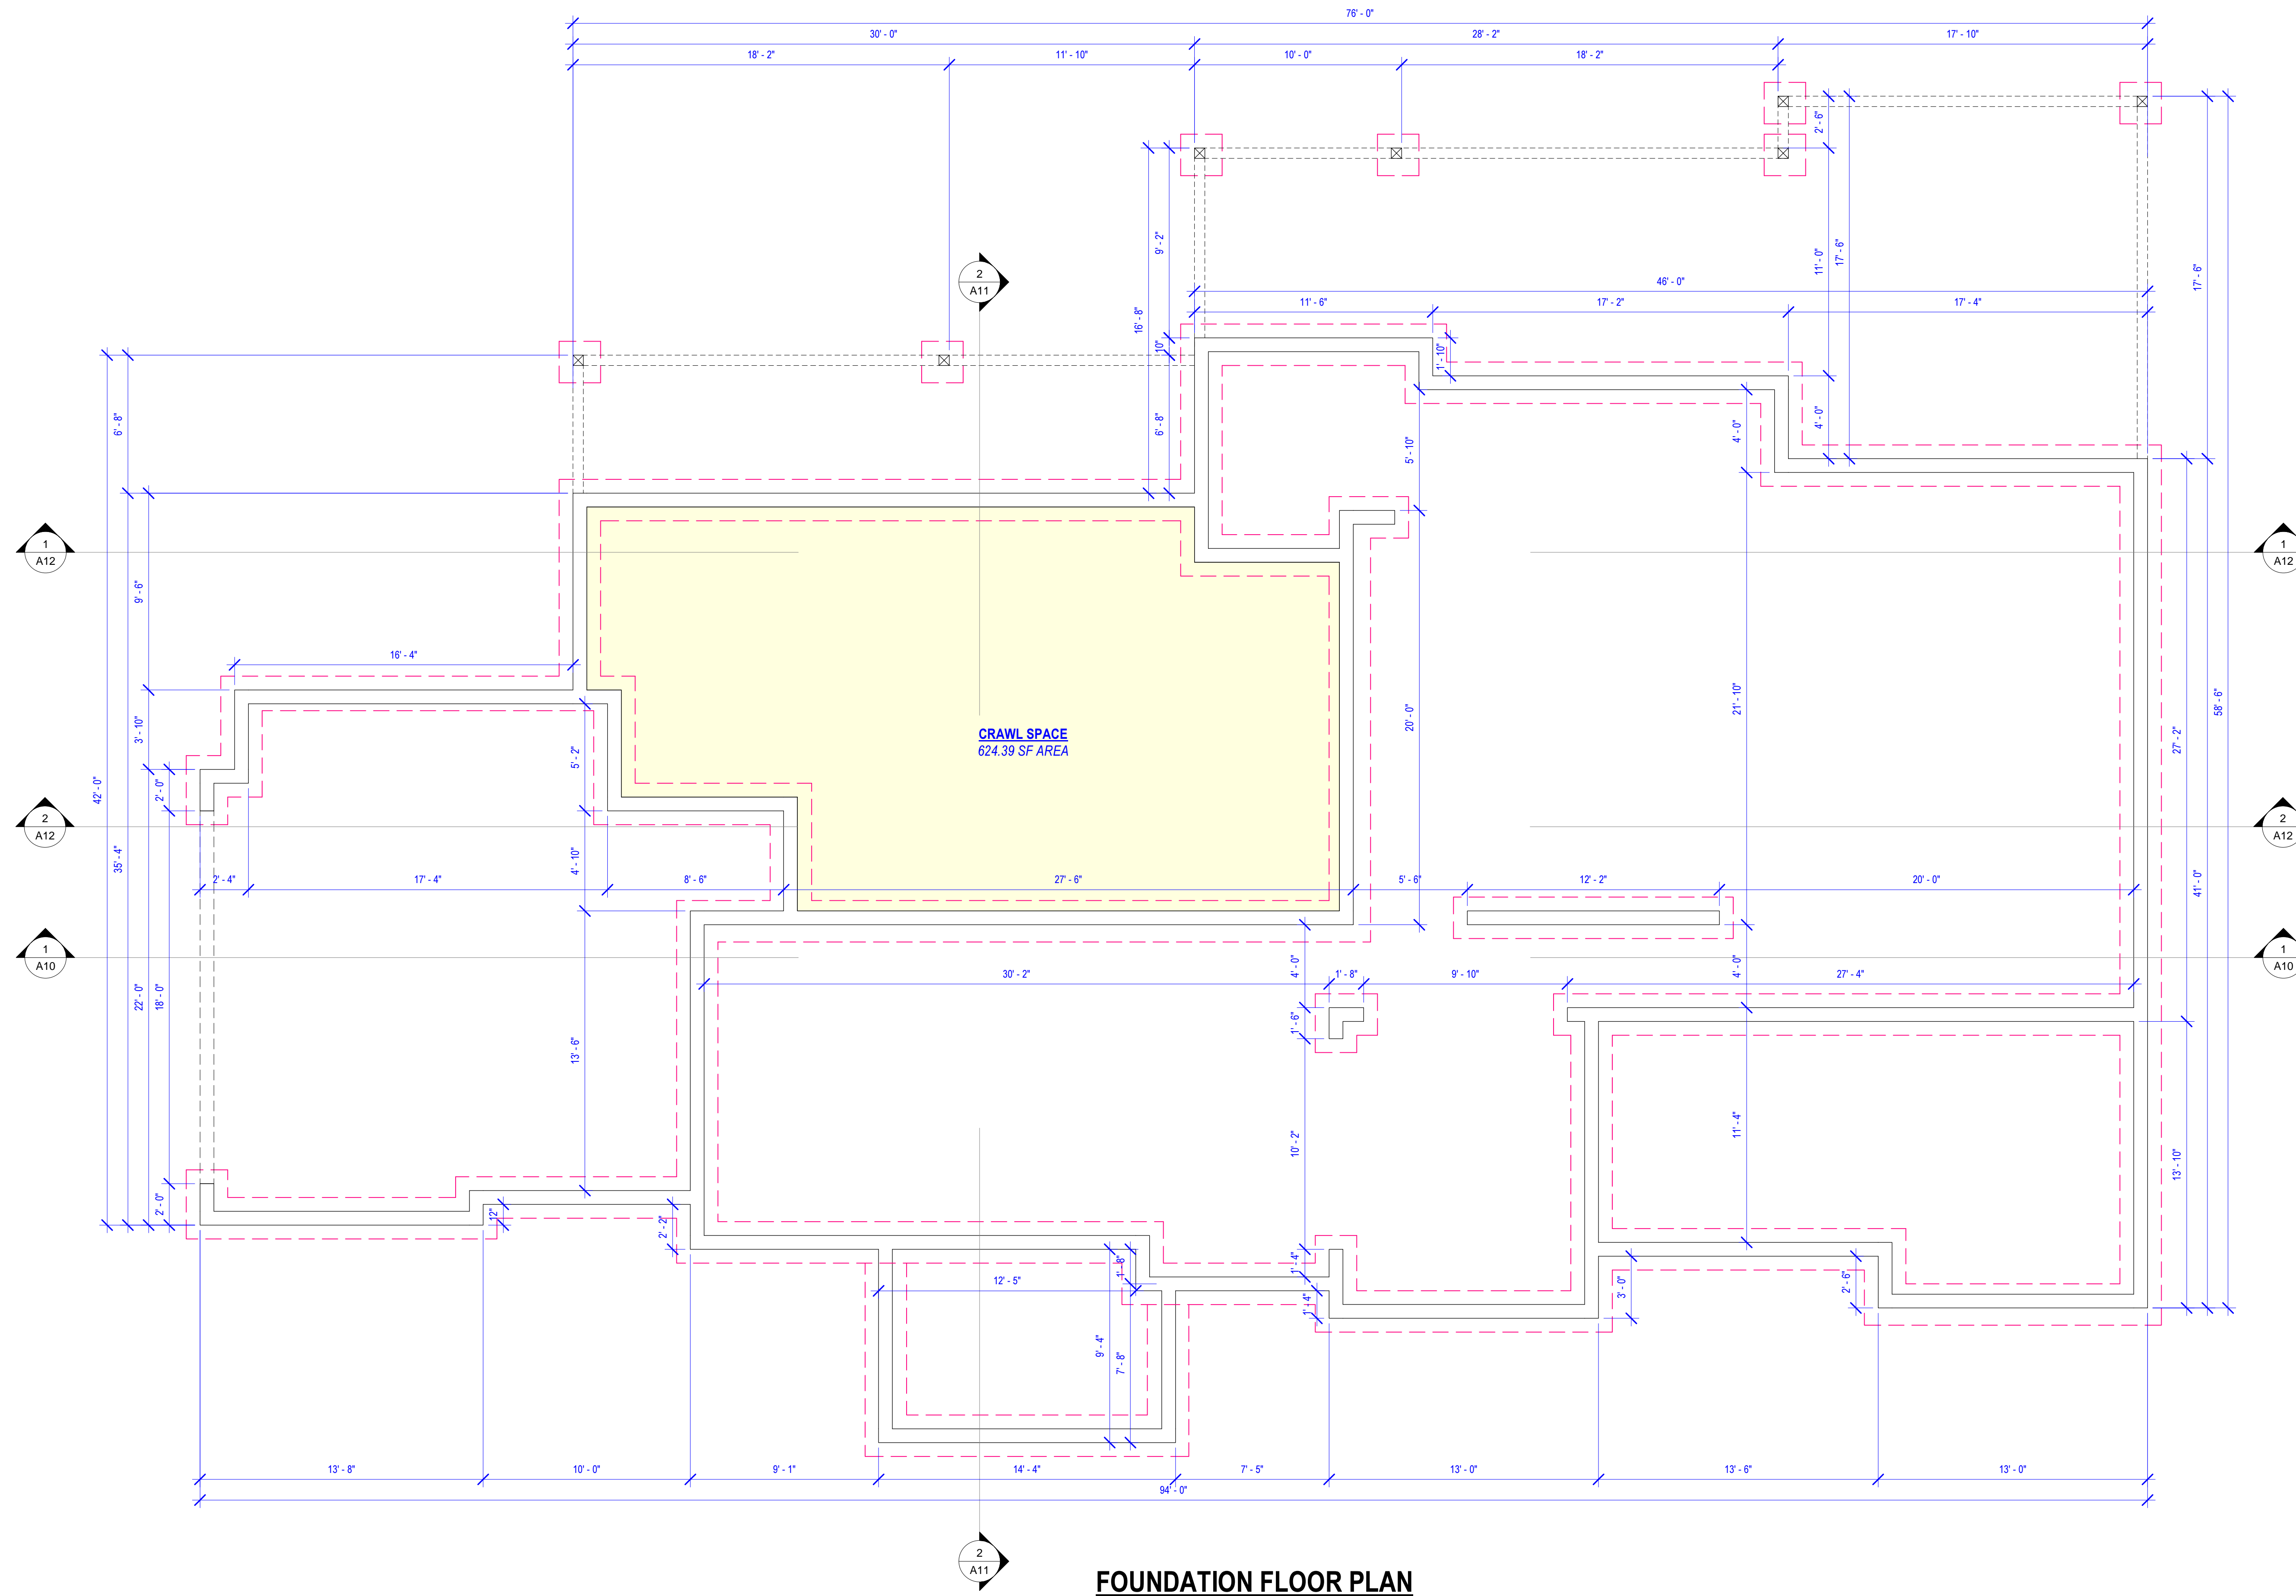 76' - 0"
30' - 0"
28' - 2"
17' - 10"
18' - 2"
11' - 10"
10' - 0"
18' - 2"
2' - 6"
9' - 2"
11' - 0"
17' - 6"
17' - 6"
2
A11
46' - 0"
11' - 6"
17' - 2"
17' - 4"
16' - 8"
10"
1' - 10"
6' - 8"
6' - 8"
5' - 10"
4' - 0"
4' - 0"
1
A12
1
A12
9' - 6"
16' - 4"
3' - 10"
5' - 2"
20' - 0"
21' - 10"
58' - 6"
27' - 2"
CRAWL SPACE
624.39 SF AREA
42' - 0"
2' - 0"
2
A12
2
A12
35' - 4"
4' - 10"
2' - 4"
17' - 4"
8' - 6"
27' - 6"
5' - 6"
12' - 2"
20' - 0"
41' - 0"
1
A10
1
A10
22' - 0"
18' - 0"
4' - 0"
4' - 0"
30' - 2"
1' - 8"
9' - 10"
27' - 4"
1' - 6"
13' - 6"
10' - 2"
11' - 4"
13' - 10"
2' - 0"
12"
2' - 2"
1' - 8"
1' - 4"
12' - 5"
1' - 4"
3' - 0"
2' - 6"
9' - 4"
7' - 8"
13' - 8"
10' - 0"
9' - 1"
14' - 4"
7' - 5"
13' - 0"
13' - 6"
13' - 0"
94' - 0"
2
A11
FOUNDATION FLOOR PLAN